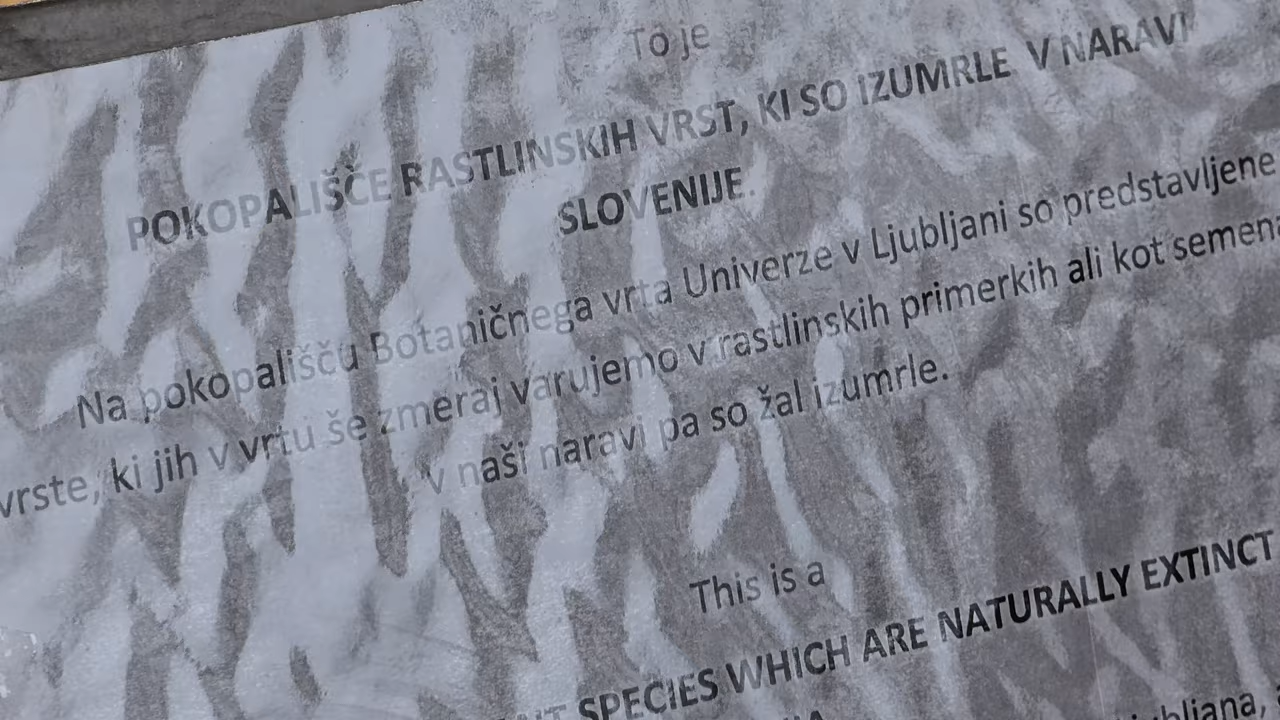 To je
POKOPALIŠČE RASTLINSKIH VRST, KI SO IZUMRLE V NARAVI
SLOVENIJE.
Na pokopališču Botaničnega vrta Univerze v Ljubljani so predstavljene
vrste, ki jih v vrtu še zmeraj varujemo v rastlinskih primerkih ali kot semena
v naši naravi pa so žal izumrle.
This is a
SPECIES WHICH ARE NATURALLY EXTINCT